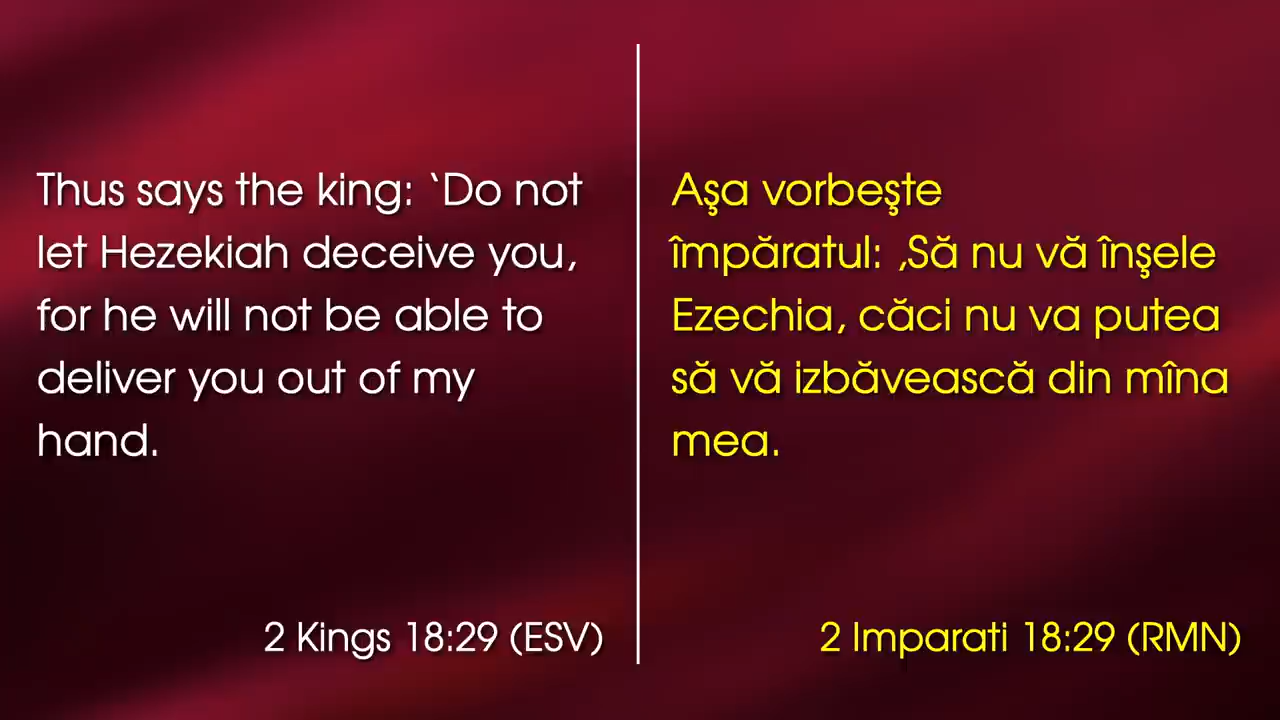 Thus says the king: ‛Do not
let Hezekiah deceive you,
for he will not be able to
deliver you out of my
hand.
2 Kings 18:29 (ESV)
Aşa vorbeşte
împăratul: ,Să nu vă înşele
Ezechia, căci nu va putea
să vă izbăvească din mîna
mea.
2 Imparati 18:29 (RMN)